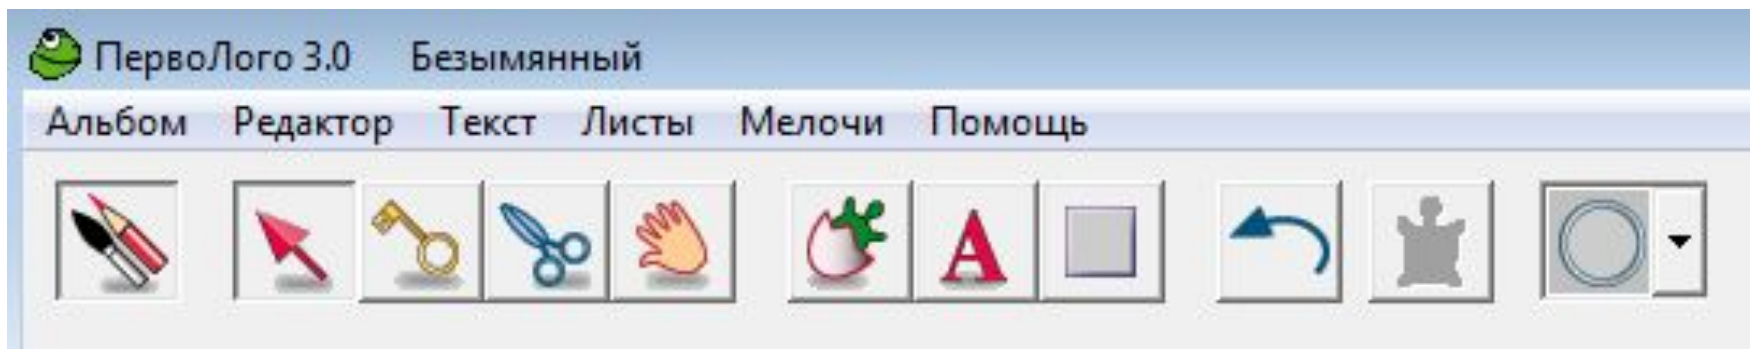 ПервоЛого 3.0 Безымянный
Альбом Редактор Текст Листы Мелочи Помощь
A